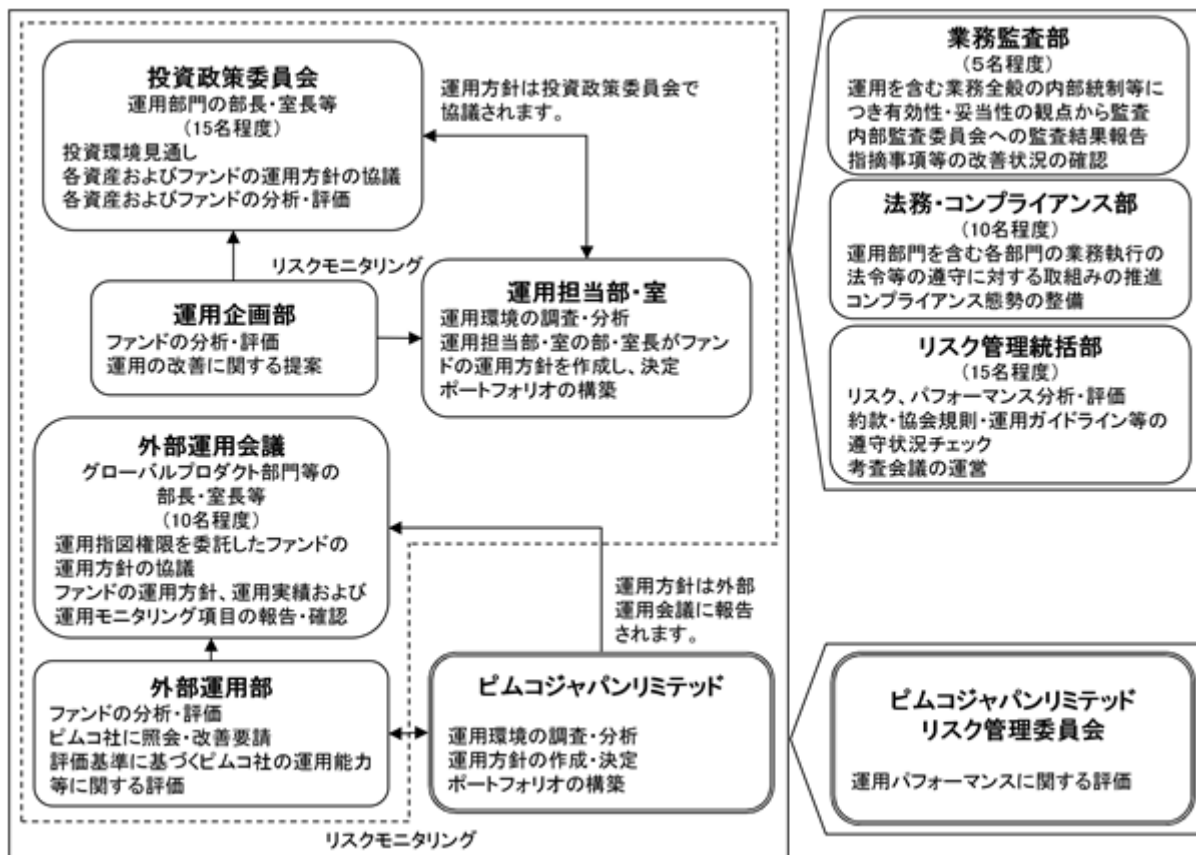 投資政策委員会
運用部門の部長・室長等
(15名程度)
投資環境見通し
各資産およびファンドの運用方針の協議
各資産およびファンドの分析・評価
運用方針は投資政策委員会で
協議されます。
リスクモニタリング
運用企画部
ファンドの分析・評価
運用の改善に関する提案
運用担当部・室
運用環境の調査・分析
運用担当部・室の部・室長がファン
ドの運用方針を作成し、決定
ポートフォリオの構築
外部運用会議
グローバルプロダクト部門等の
部長・室長等
(10名程度)
運用指図権限を委託したファンドの
運用方針の協議
ファンドの運用方針、運用実績および
運用モニタリング項目の報告・確認
運用方針は外部
運用会議に報告
されます。
外部運用部
ファンドの分析・評価
ピムコ社に照会・改善要請
評価基準に基づくピムコ社の運用能力
等に関する評価
ピムコジャパンリミテッド
運用環境の調査・分析
運用方針の作成・決定
ポートフォリオの構築
リスクモニタリング
業務監査部
(5名程度)
運用を含む業務全般の内部統制等に
つき有効性・妥当性の観点から監査
内部監査委員会への監査結果報告
指摘事項等の改善状況の確認
法務・コンプライアンス部
(10名程度)
運用部門を含む各部門の業務執行の
法令等の遵守に対する取組みの推進
コンプライアンス態勢の整備
リスク管理統括部
(15名程度)
リスク、パフォーマンス分析・評価
約款・協会規則・運用ガイドライン等の
遵守状況チェック
考査会議の運営
ピムコジャパンリミテッド
リスク管理委員会
運用パフォーマンスに関する評価